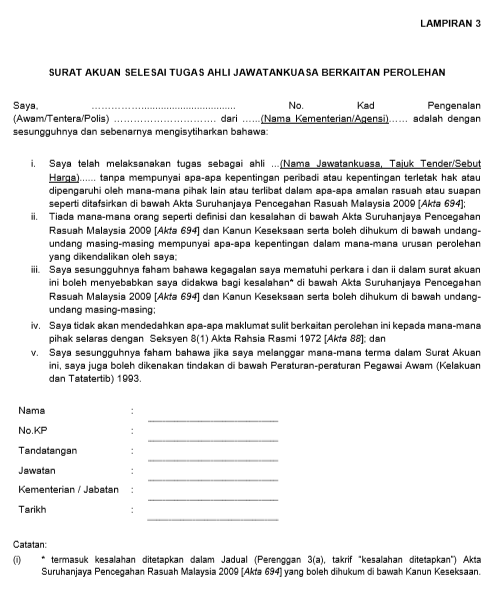 LAMPIRAN 3
SURAT AKUAN SELESAI TUGAS AHLI JAWATANKUASA BERKAITAN PEROLEHAN
Saya, ……………................................. No. Kad Pengenalan
(Awam/Tentera/Polis) …………………………. dari …...(Nama Kementerian/Agensi)…… adalah dengan
sesungguhnya dan sebenarnya mengisytiharkan bahawa:
i. Saya telah melaksanakan tugas sebagai ahli ...(Nama Jawatankuasa, Tajuk Tender/Sebut
Harga)...... tanpa mempunyai apa-apa kepentingan peribadi atau kepentingan terletak hak atau
dipengaruhi oleh mana-mana pihak lain atau terlibat dalam apa-apa amalan rasuah atau suapan
seperti ditafsirkan di bawah Akta Suruhanjaya Pencegahan Rasuah Malaysia 2009 [Akta 694];
ii. Tiada mana-mana orang seperti definisi dan kesalahan di bawah Akta Suruhanjaya Pencegahan
Rasuah Malaysia 2009 [Akta 694] dan Kanun Keseksaan serta boleh dihukum di bawah undang-
undang masing-masing mempunyai apa-apa kepentingan dalam mana-mana urusan perolehan
yang dikendalikan oleh saya;
iii. Saya sesungguhnya faham bahawa kegagalan saya mematuhi perkara i dan ii dalam surat akuan
ini boleh menyebabkan saya didakwa bagi kesalahan* di bawah Akta Suruhanjaya Pencegahan
Rasuah Malaysia 2009 [Akta 694] dan Kanun Keseksaan serta boleh dihukum di bawah undang-
undang masing-masing;
iv. Saya tidak akan mendedahkan apa-apa maklumat sulit berkaitan perolehan ini kepada mana-mana
pihak selaras dengan Seksyen 8(1) Akta Rahsia Rasmi 1972 [Akta 88]; dan
v. Saya sesungguhnya faham bahawa jika saya melanggar mana-mana terma dalam Surat Akuan
ini, saya juga boleh dikenakan tindakan di bawah Peraturan-peraturan Pegawai Awam (Kelakuan
dan Tatatertib) 1993.
Nama :
No.KP :
Tandatangan :
Jawatan :
Kementerian / Jabatan :
Tarikh :
Catatan:
(i) * termasuk kesalahan ditetapkan dalam Jadual (Perenggan 3(a), takrif "kesalahan ditetapkan") Akta
Suruhanjaya Pencegahan Rasuah Malaysia 2009 [Akta 694] yang boleh dihukum di bawah Kanun Keseksaan.